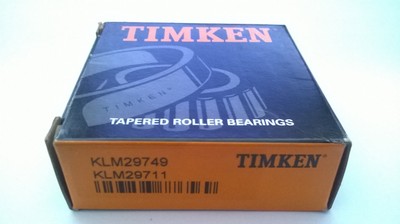 TIMKEN
TIMKEN
TAPERED ROLLER BEARINGS
KLM29749
KLM29711
TIMKEN